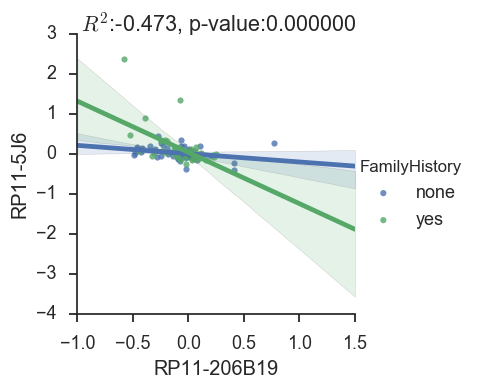 R²:-0.473, p-value:0.000000
3
2
1
0
−1
−2
−3
−4
RP11-5J6
−1.0 −0.5 0.0 0.5 1.0 1.5
RP11-206B19
FamilyHistory
none
yes